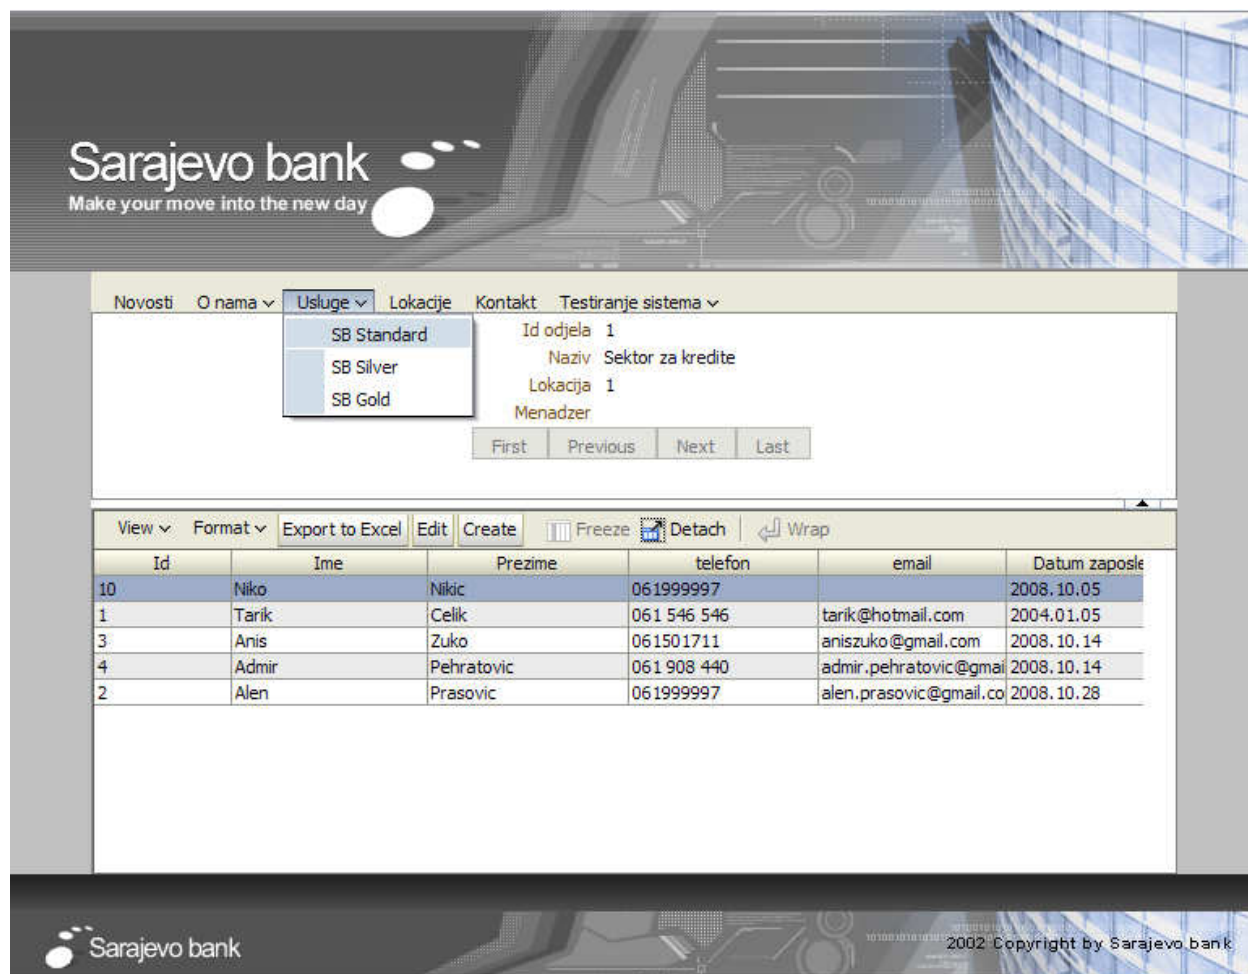 Sarajevo bank
Make your move into the new day
Novosti O nama Usluge Lokacije Kontakt Testiranje sistema
SB Standard
SB Silver
SB Gold
Id odjela 1
Naziv Sektor za kredite
Lokacija 1
Menadzer
First Previous Next Last
View Format Export to Excel Edit Create Freeze Detach Wrap
Id Ime Prezime telefon email Datum zaposle
10 Niko Nikic 061999997 2008.10.05
1 Tarik Celik 061 546 546 tarik@hotmail.com 2004.01.05
3 Anis Zuko 061501711 aniszuko@gmail.com 2008.10.14
4 Admir Pehratovic 061 908 440 admir.pehratovic@gmai 2008.10.14
2 Alen Prasovic 061999997 alen.prasovic@gmail.co 2008.10.28
Sarajevo bank
2002 Copyright by Sarajevo bank